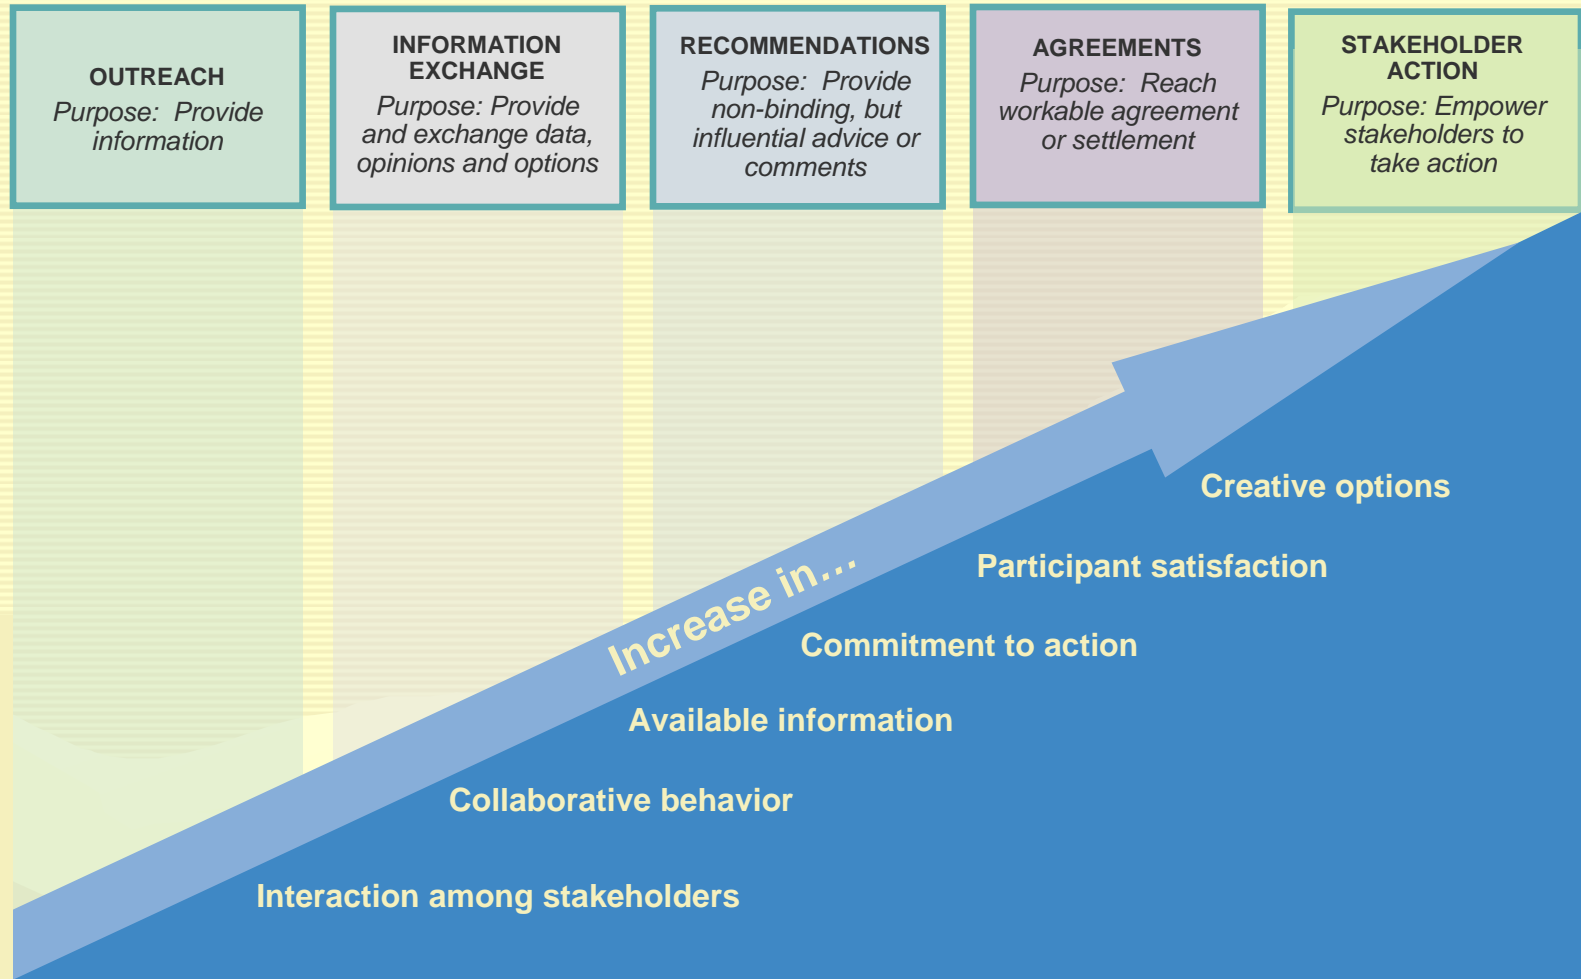 OUTREACH
Purpose:  Provide
information
INFORMATION
EXCHANGE
Purpose: Provide
and exchange data,
opinions and options
RECOMMENDATIONS
Purpose:  Provide
non-binding, but
influential advice or
comments
AGREEMENTS
Purpose:  Reach
workable agreement
or settlement
STAKEHOLDER
ACTION
Purpose: Empower
stakeholders to
take action
Increase in…
Creative options
Participant satisfaction
Commitment to action
Available information
Collaborative behavior
Interaction among stakeholders